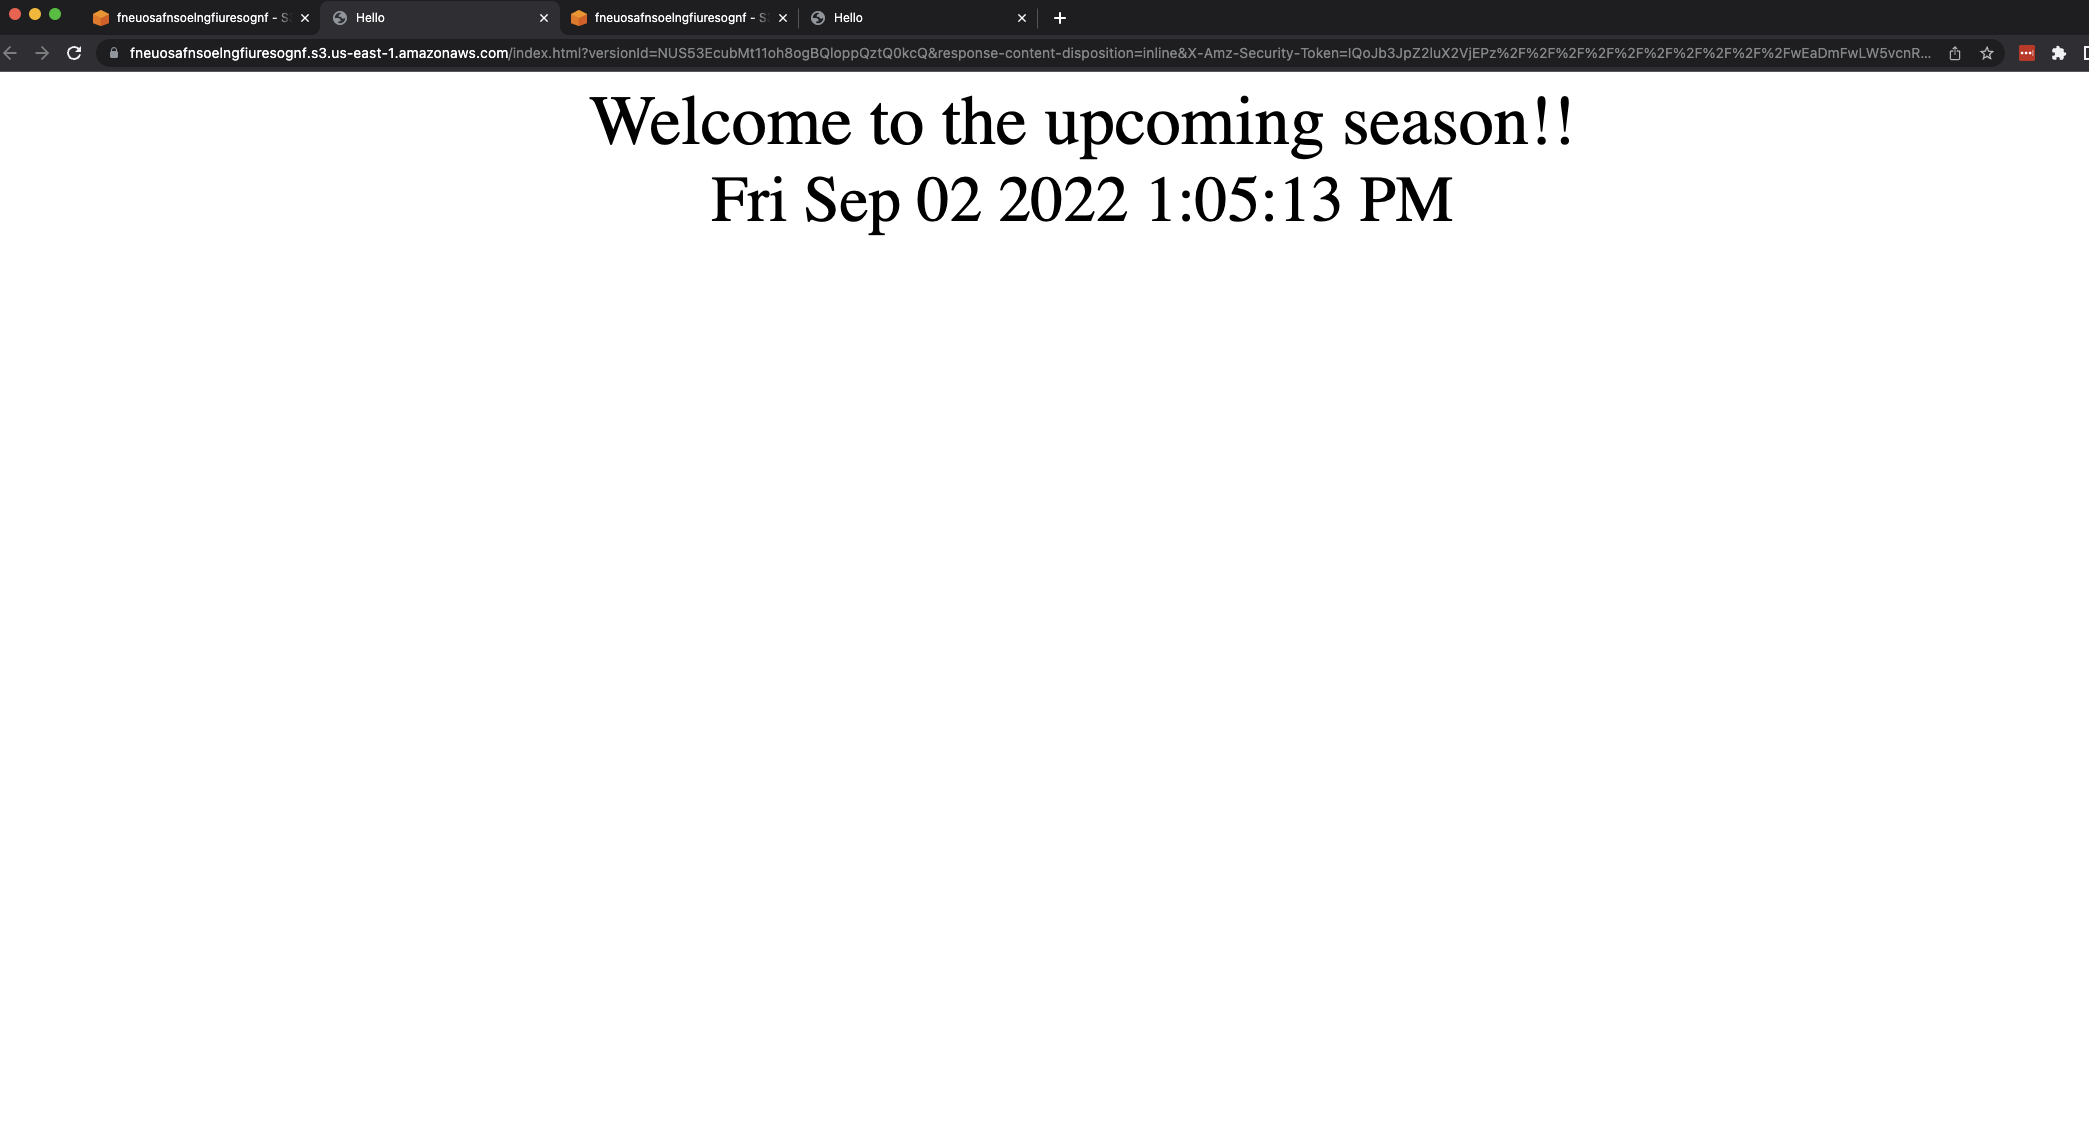 fneuosafnsoelngfiuresognf - S
Hello
fneuosafnsoelngfiuresognf - S
Hello
fneuosafnsoelngfiuresognf.s3.us-east-1.amazonaws.com/index.html?versionId=NUS53EcubMt11oh8ogBQloppQztQ0kcQ&response-content-disposition=inline&X-Amz-Security-Token=IQoJb3JpZ2luX2VjEPz%2F%2F%2F%2F%2F%2F%2F%2F%2F%2FwEaDmFwLW5vcnR...
Welcome to the upcoming season!!
Fri Sep 02 2022 1:05:13 PM